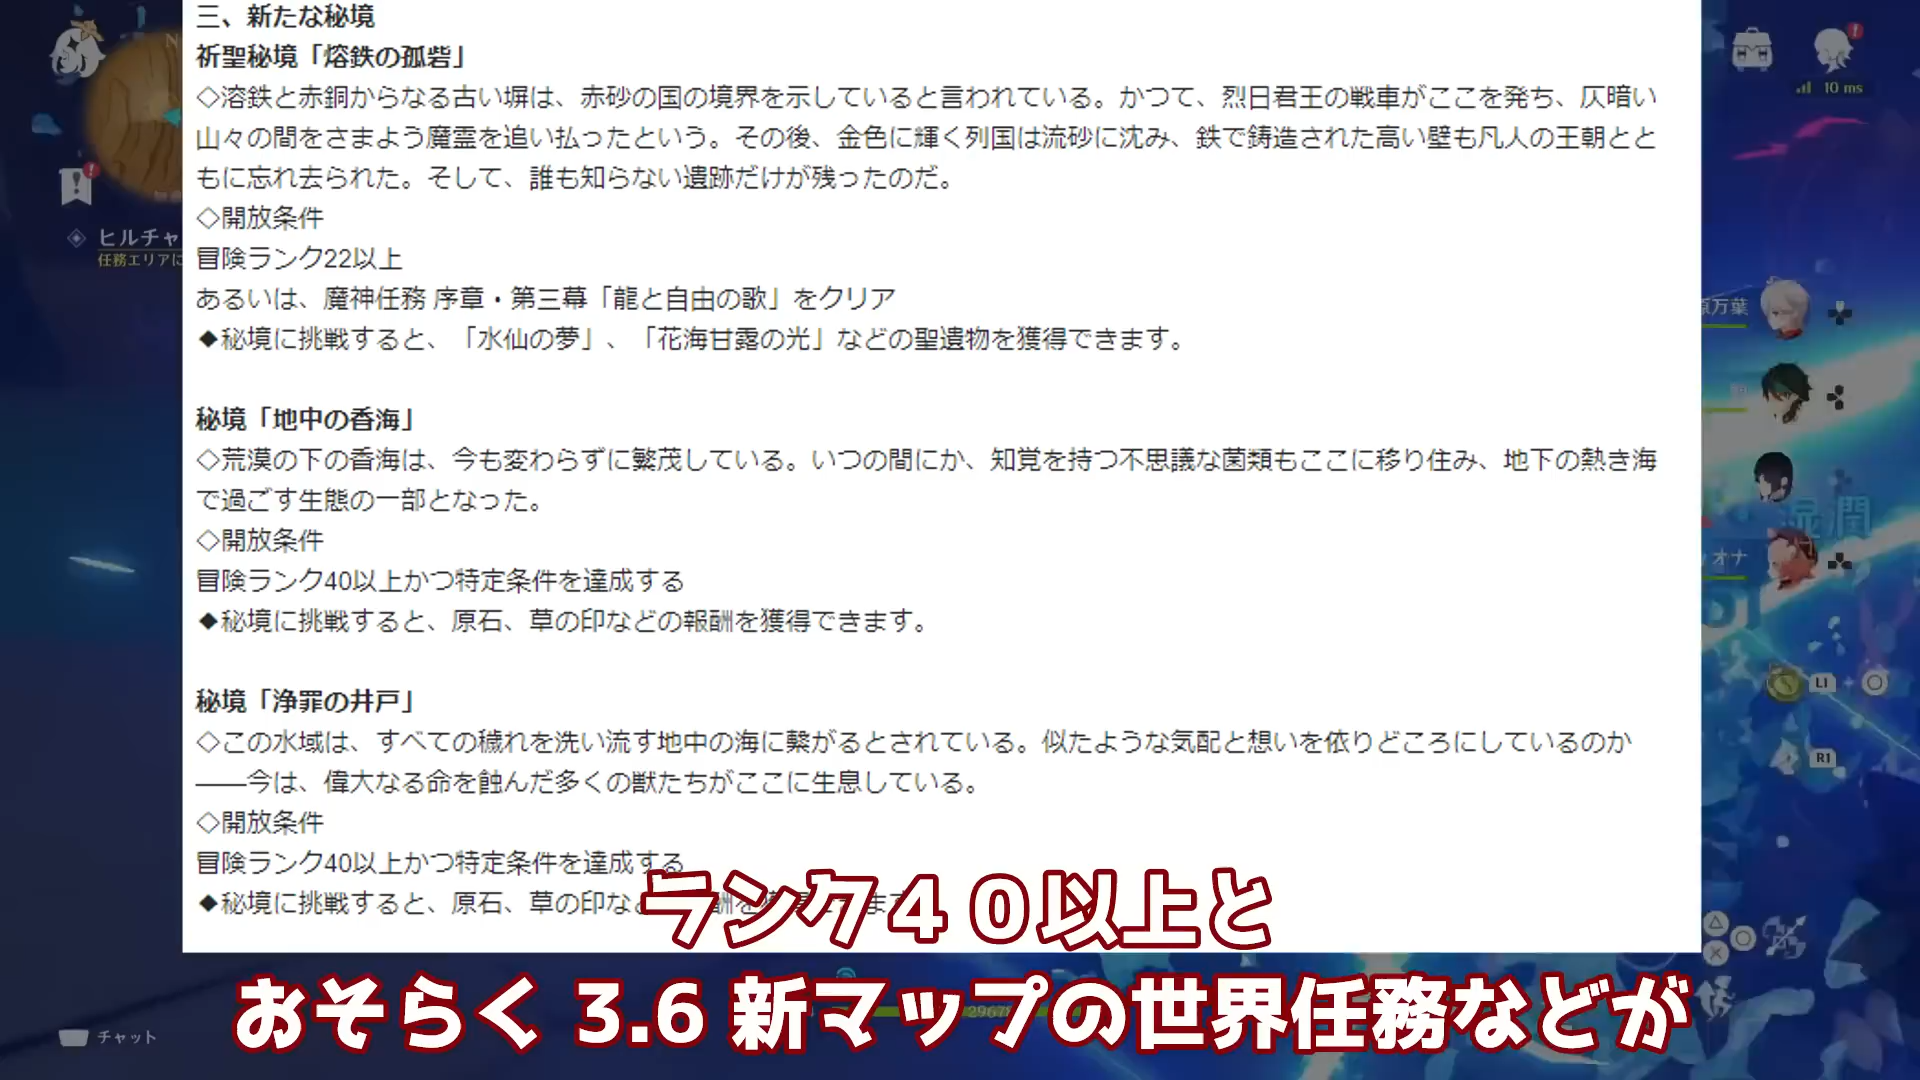 三、新たな秘境
祈聖秘境「熔鉄の孤砦」
◇溶鉄と赤銅からなる古い塀は、赤砂の国の境界を示していると言われている。かつて、烈日君王の戦車がここを発ち、仄暗い
山々の間をさまよう魔霊を追い払ったという。その後、金色に輝く列国は流砂に沈み、鉄で鋳造された高い壁も凡人の王朝とと
もに忘れ去られた。そして、誰も知らない遺跡だけが残ったのだ。
◇開放条件
冒険ランク22以上
あるいは、魔神任務 序章・第三幕「龍と自由の歌」をクリア
◆秘境に挑戦すると、「水仙の夢」、「花海甘露の光」などの聖遺物を獲得できます。
秘境「地中の香海」
◇荒漠の下の香海は、今も変わらずに繁茂している。いつの間にか、知覚を持つ不思議な菌類もここに移り住み、地下の熱き海
で過ごす生態の一部となった。
◇開放条件
冒険ランク40以上かつ特定条件を達成する
◆秘境に挑戦すると、原石、草の印などの報酬を獲得できます。
秘境「浄罪の井戸」
◇この水域は、すべての穢れを洗い流す地中の海に繋がるとされている。似たような気配と想いを依りどころにしているのか
――今は、偉大なる命を蝕んだ多くの獣たちがここに生息している。
◇開放条件
冒険ランク40以上かつ特定条件を達成する
◆秘境に挑戦すると、原石、草の印な
ランク４０以上と
おそらく 3.6 新マップの世界任務などが
N
ヒルチャ
任務エリアに
チャット
10 ms
万葉
湿潤
オナ
L1
R1